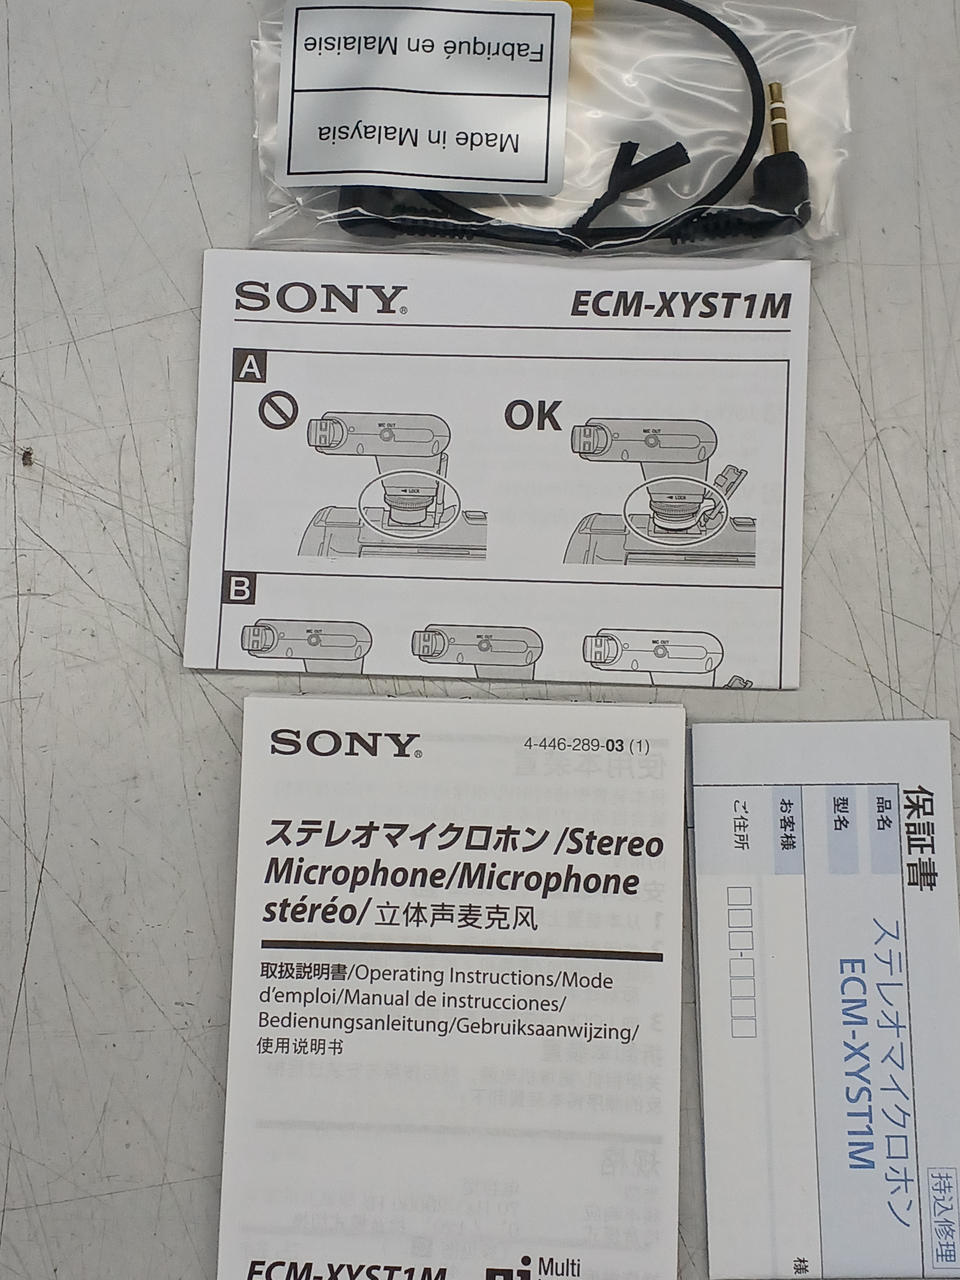 Fabriqué en Malaisie
Made in Malaysia
SONY®
ECM-XYST1M
A
OK
MIC OUT
MIC OUT
LOCK
LOCK
B
MIC OUT
MIC OUT
MIC OUT
SONY®
4-446-289-03 (1)
ステレオマイクロホン/Stereo
Microphone/Microphone
stéréo/立体声麦克风
取扱説明書/Operating Instructions/Mode
d'emploi/Manual de instrucciones/
Bedienungsanleitung/Gebruiksaanwijzing/
使用说明书
ECM-XYST1M
Multi
保証書
品名
ステレオマイクロホン
型名
ECM-XYST1M
お客様
様
ご住所
持込修理